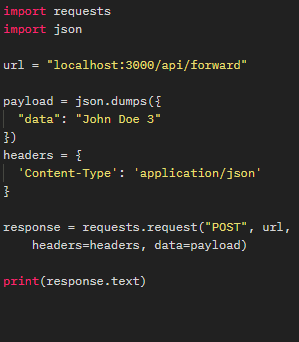 import requests
import json
url = "localhost:3000/api/forward"
payload = json.dumps({
"data": "John Doe 3"
})
headers = {
'Content-Type': 'application/json'
}
response = requests.request("POST", url,
headers=headers, data=payload)
print(response.text)